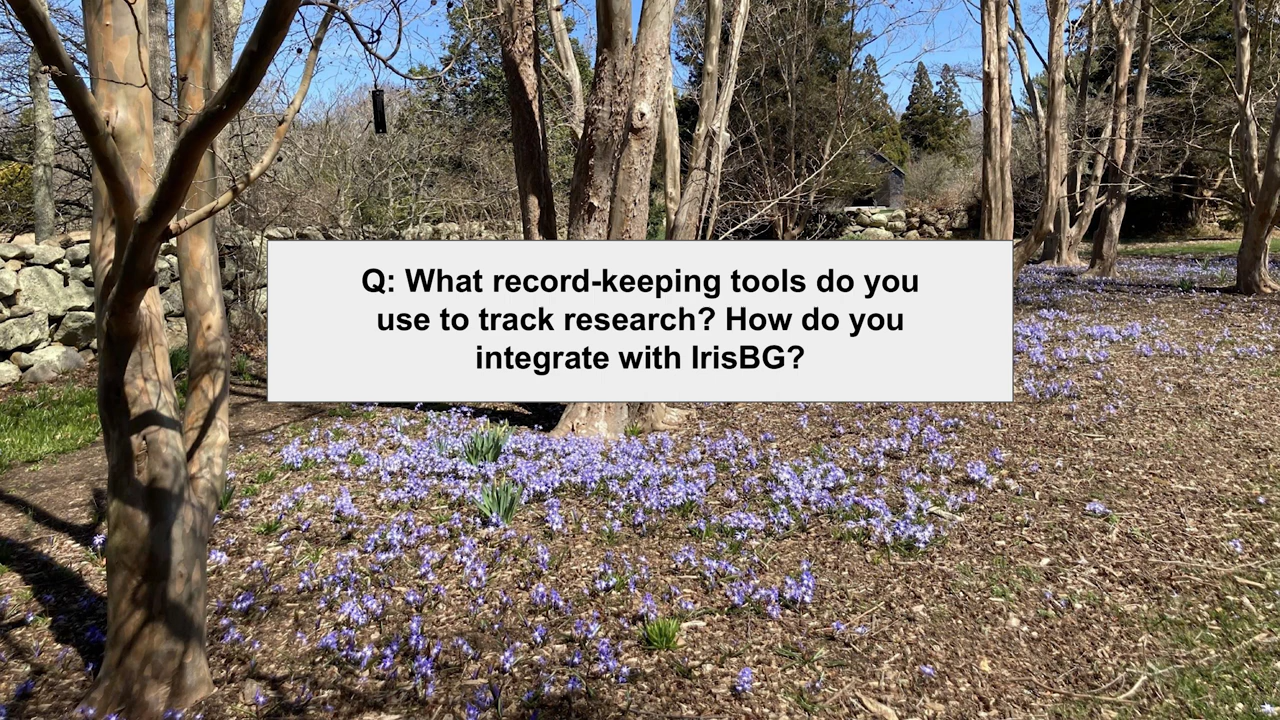 Q: What record-keeping tools do you
use to track research? How do you
integrate with IrisBG?